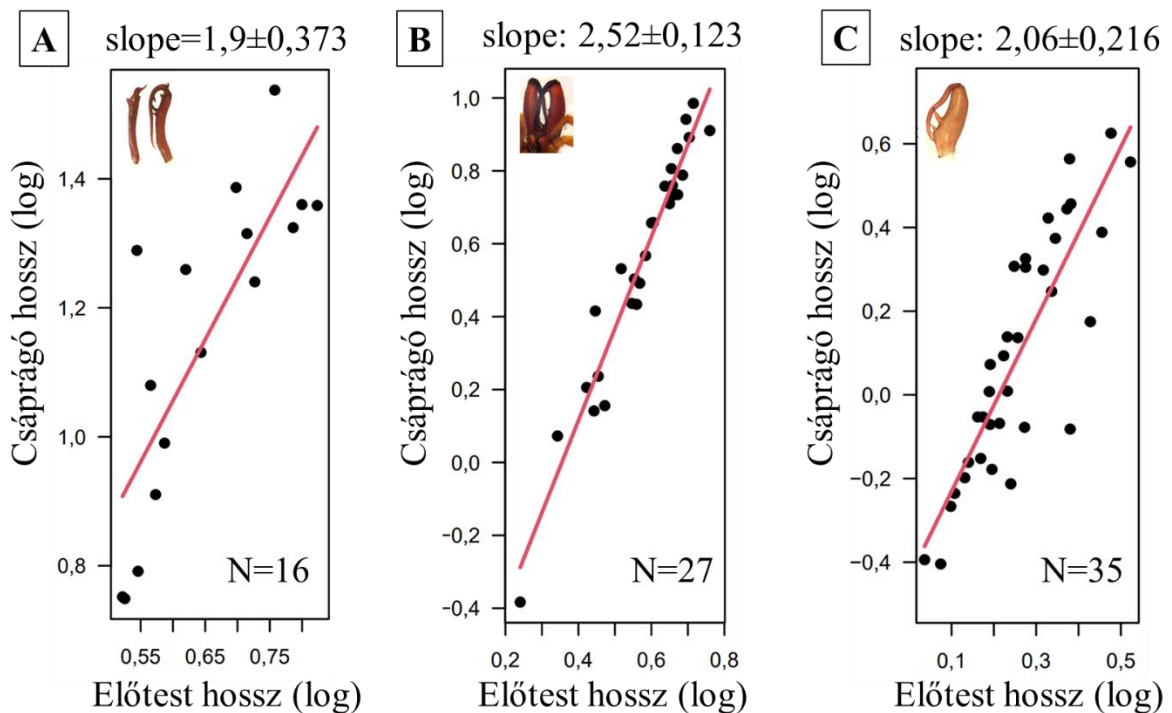 A
slope=1,9±0,373
Csáprágó hossz (log)
1,4
1,2
1,0
0,8
N=16
0,55
0,65
0,75
Előtest hossz (log)
B
slope: 2,52±0,123
Csáprágó hossz (log)
1,0
0,8
0,6
0,4
0,2
0,0
−0,2
−0,4
N=27
0,2
0,4
0,6
0,8
Előtest hossz (log)
C
slope: 2,06±0,216
Csáprágó hossz (log)
0,6
0,4
0,2
0,0
−0,2
−0,4
N=35
0,1
0,3
0,5
Előtest hossz (log)